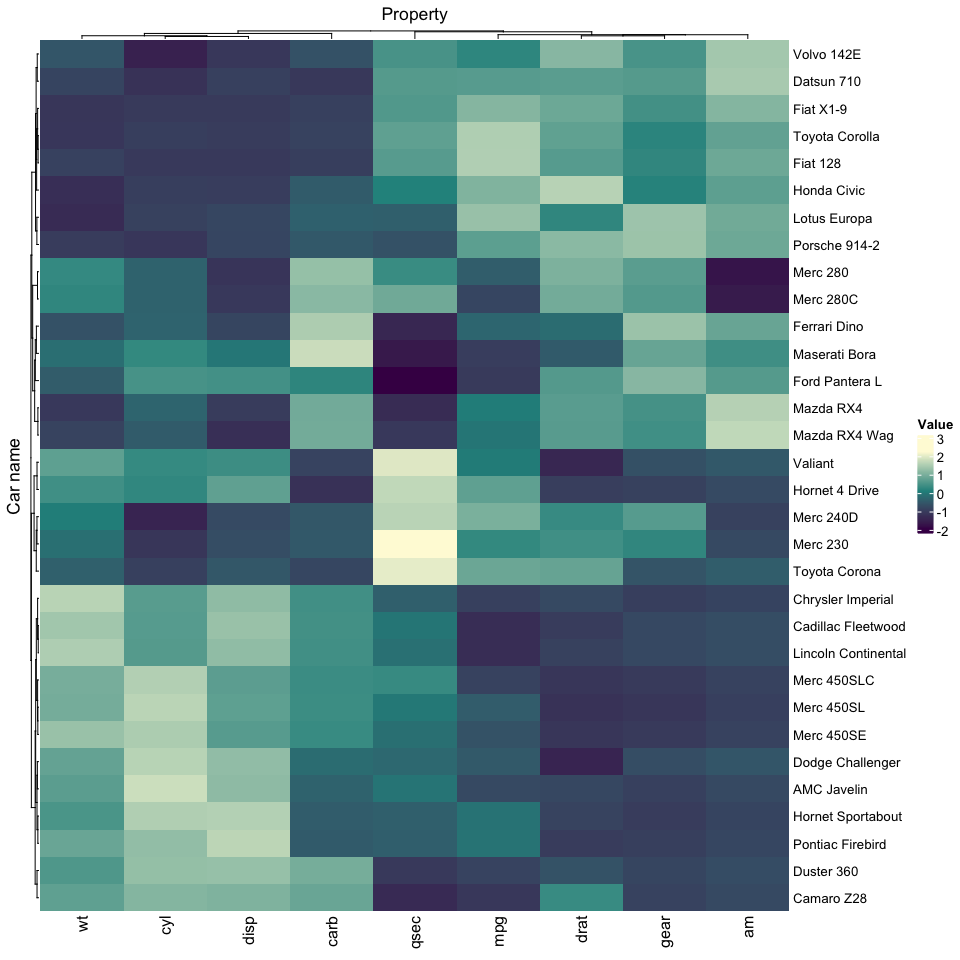 Property
Car name
Volvo 142E
Datsun 710
Fiat X1-9
Toyota Corolla
Fiat 128
Honda Civic
Lotus Europa
Porsche 914-2
Merc 280
Merc 280C
Ferrari Dino
Maserati Bora
Ford Pantera L
Mazda RX4
Mazda RX4 Wag
Valiant
Hornet 4 Drive
Merc 240D
Merc 230
Toyota Corona
Chrysler Imperial
Cadillac Fleetwood
Lincoln Continental
Merc 450SLC
Merc 450SL
Merc 450SE
Dodge Challenger
AMC Javelin
Hornet Sportabout
Pontiac Firebird
Duster 360
Camaro Z28
wt cyl disp carb qsec mpg drat gear am
Value
3
2
1
0
-1
-2